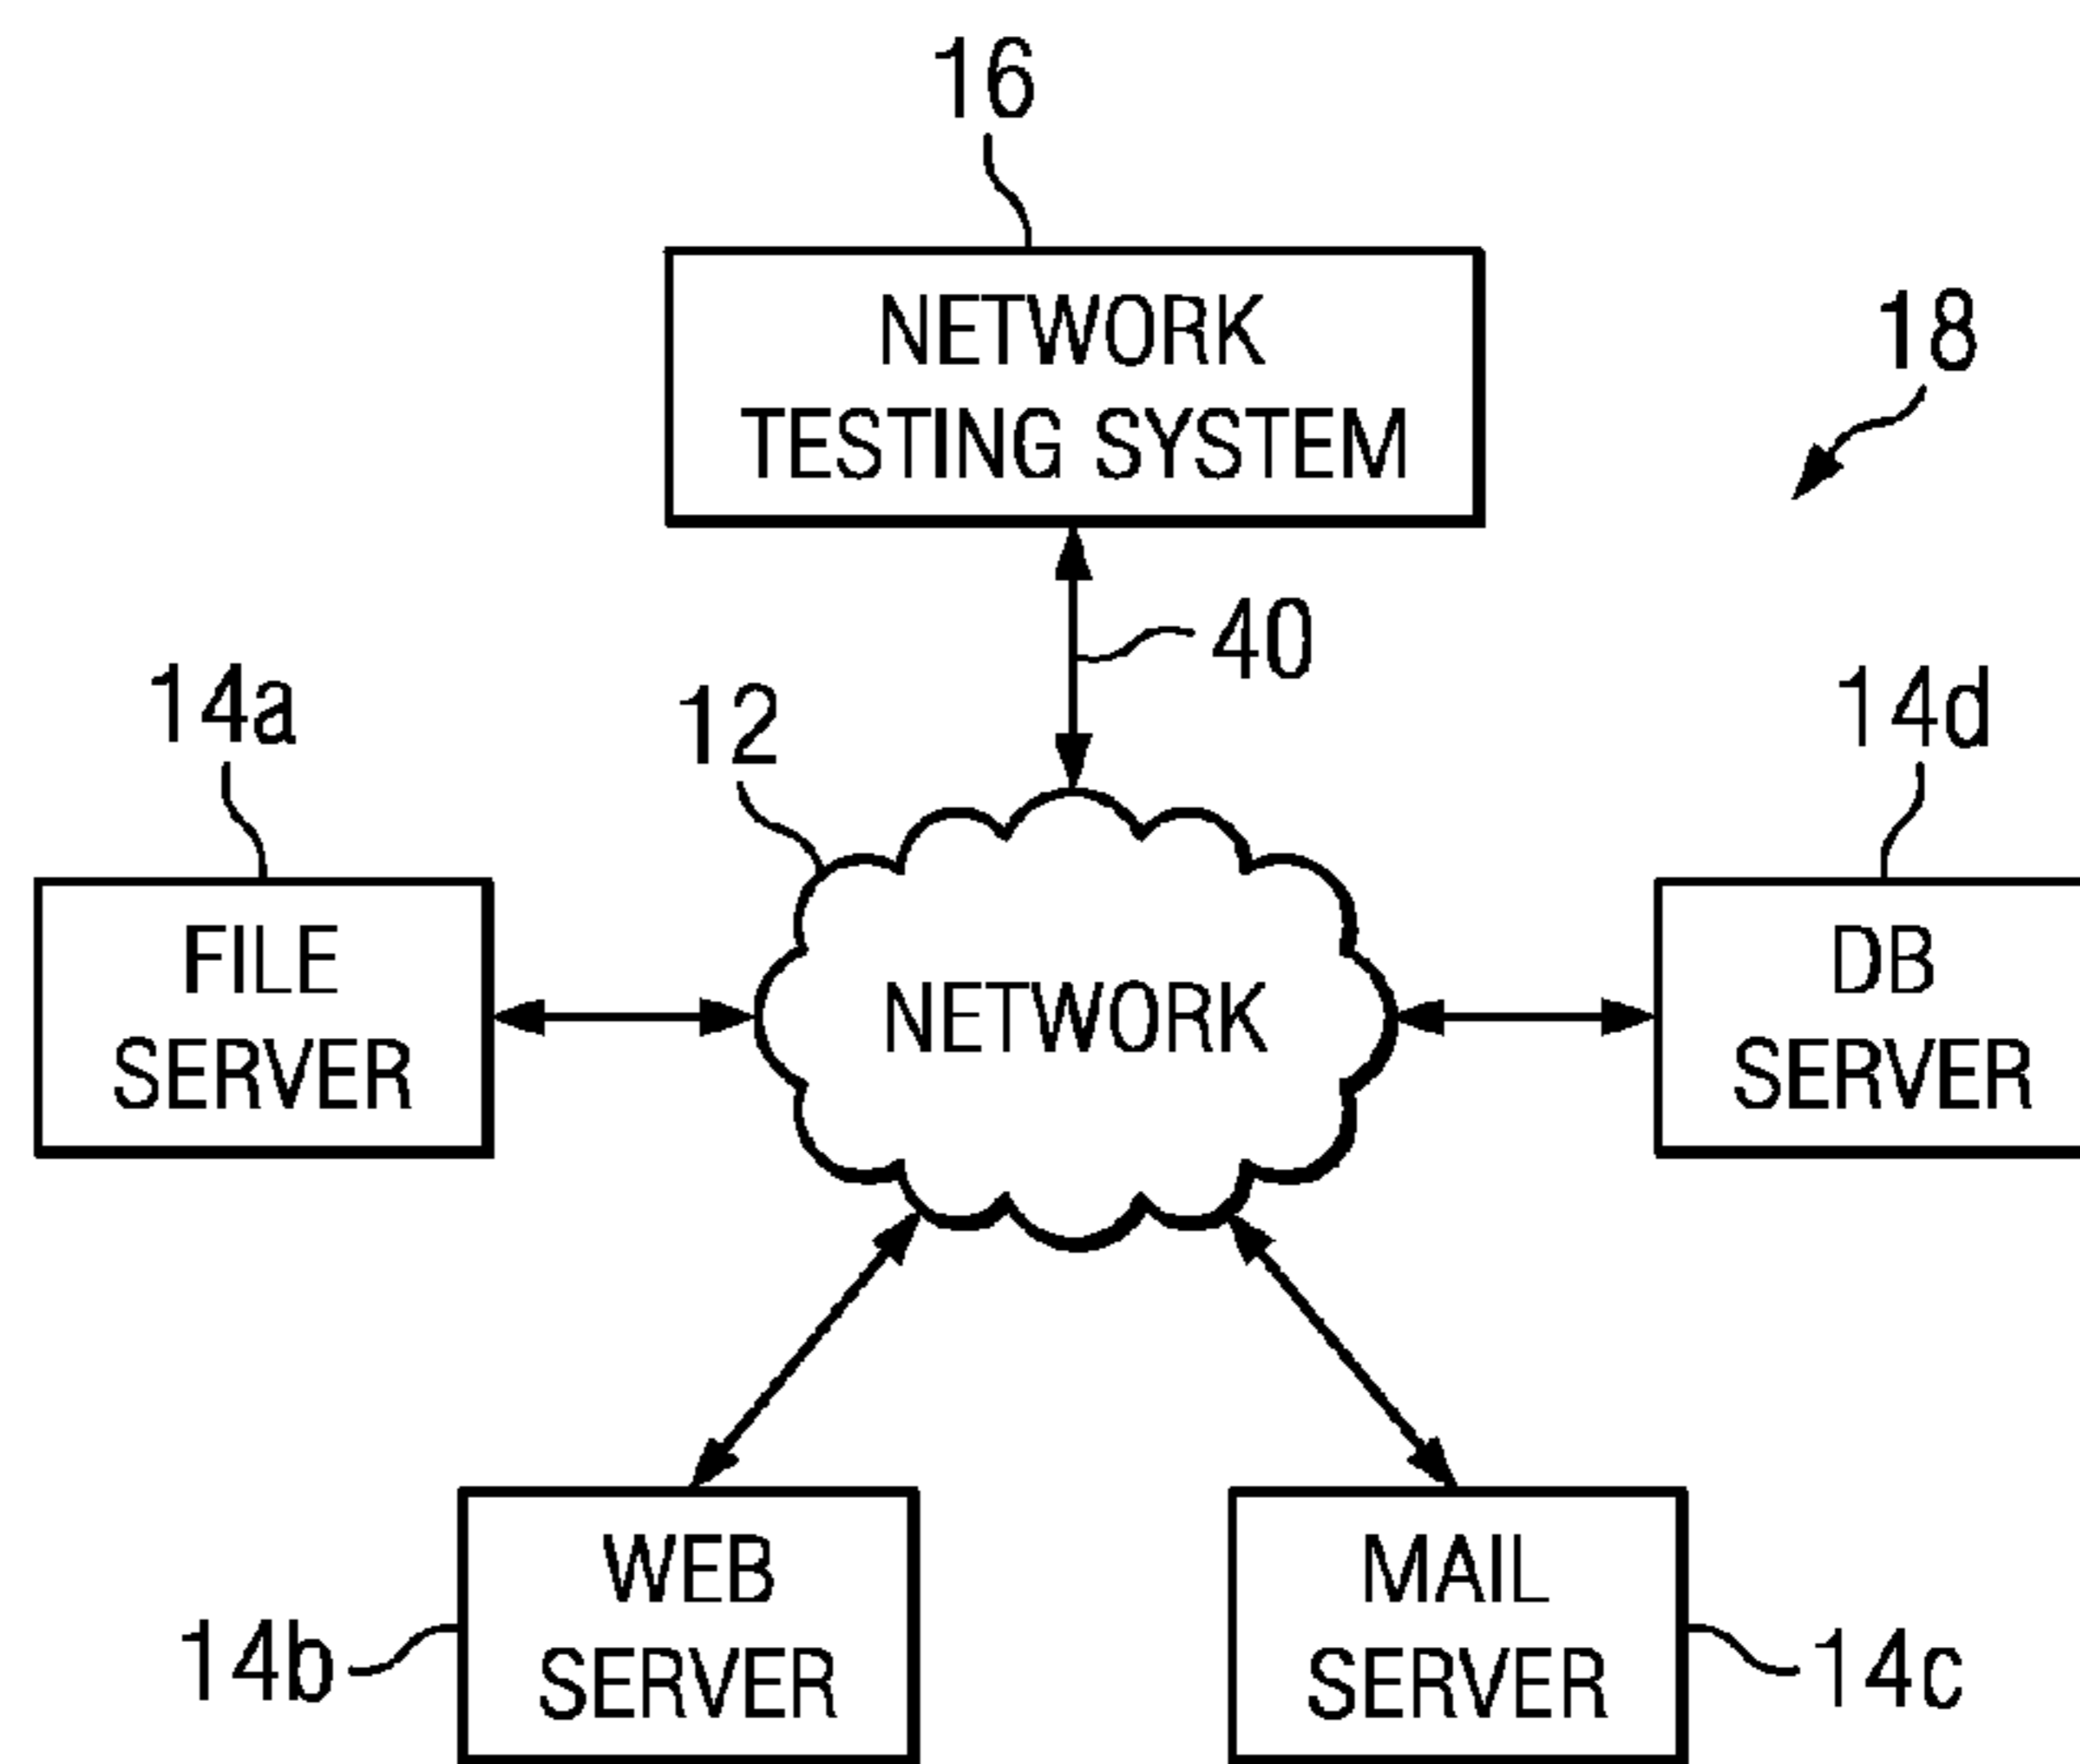 16
NETWORK
TESTING SYSTEM
18
40
14a
12
14d
FILE
SERVER
NETWORK
DB
SERVER
WEB
SERVER
MAIL
SERVER
14b
14c